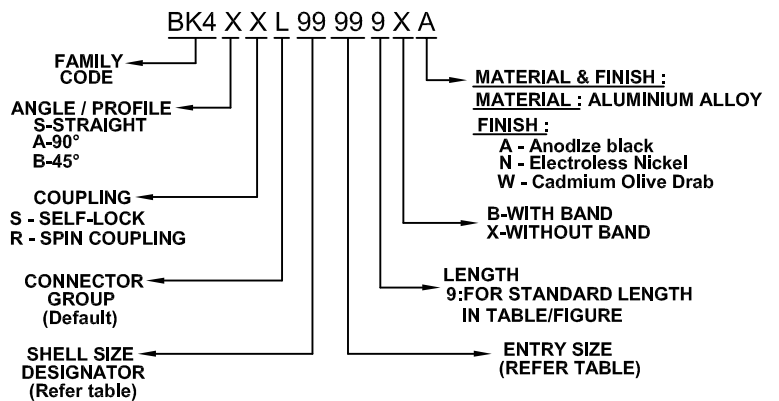 BK4 X X L 99 99 9 X A
FAMILY
CODE
ANGLE / PROFILE
S-STRAIGHT
A-90°
B-45°
COUPLING
S - SELF-LOCK
R - SPIN COUPLING
CONNECTOR
GROUP
(Default)
SHELL SIZE
DESIGNATOR
(Refer table)
MATERIAL & FINISH :
MATERIAL : ALUMINIUM ALLOY
FINISH :
A - Anodize black
N - Electroless Nickel
W - Cadmium Olive Drab
B-WITH BAND
X-WITHOUT BAND
LENGTH
9:FOR STANDARD LENGTH
IN TABLE/FIGURE
ENTRY SIZE
(REFER TABLE)